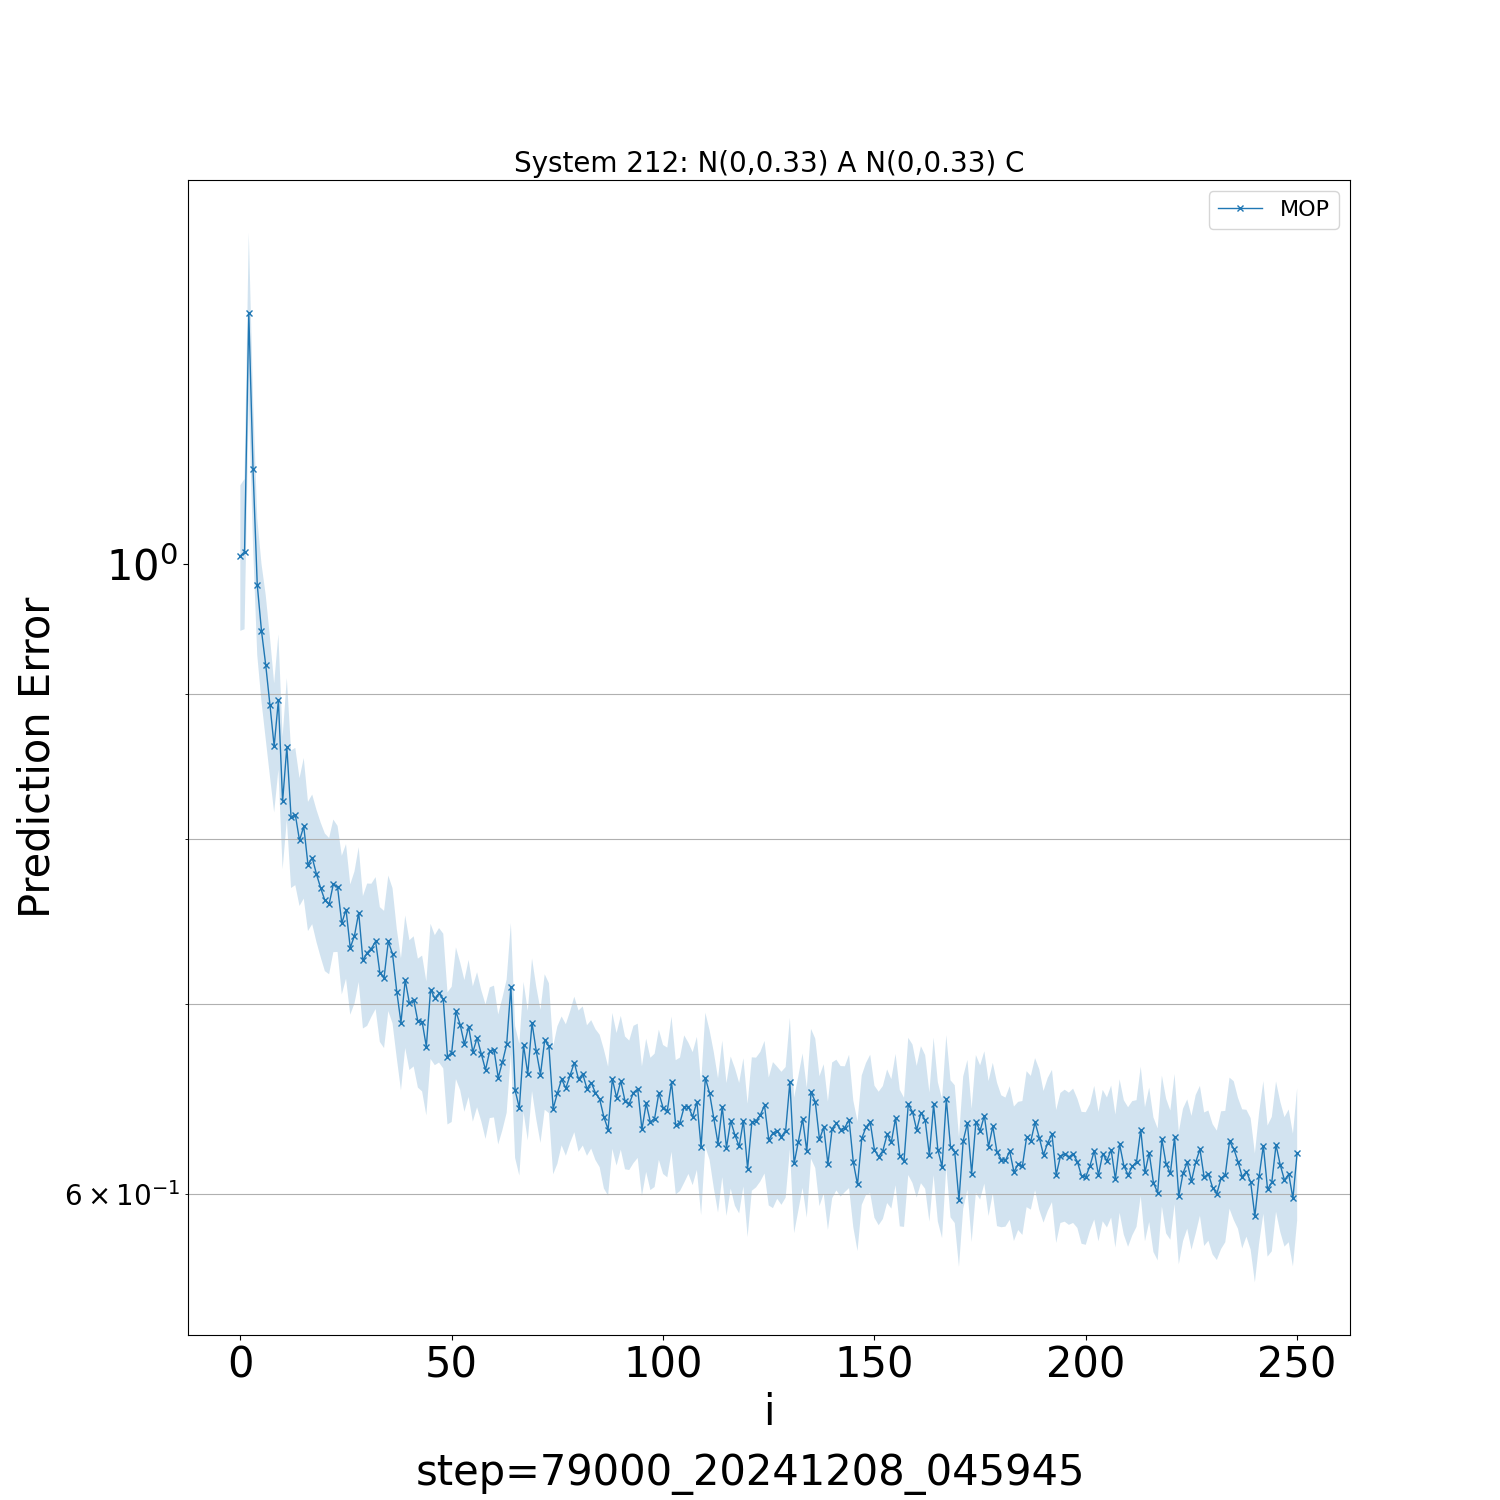 System 212: N(0,0.33) A N(0,0.33) C
MOP
Prediction Error
10⁰
6 × 10⁻¹
0 50 100 150 200 250
i
step=79000_20241208_045945